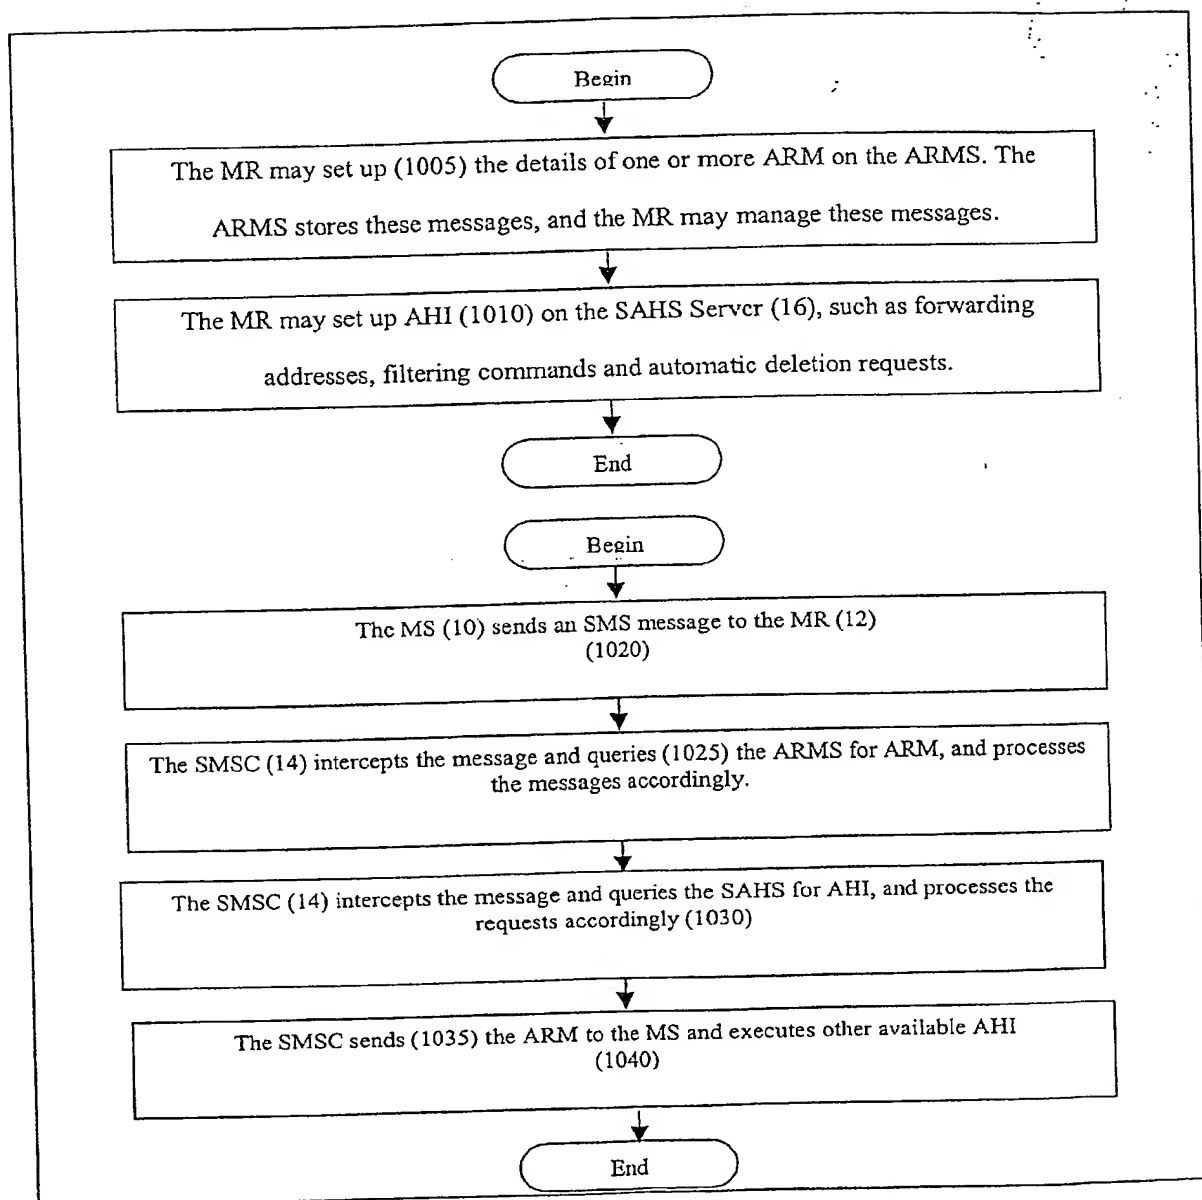 Begin
The MR may set up (1005) the details of one or more ARM on the ARMS. The
ARMS stores these messages, and the MR may manage these messages.
The MR may set up AHI (1010) on the SAHS Server (16), such as forwarding
addresses, filtering commands and automatic deletion requests.
End
Begin
The MS (10) sends an SMS message to the MR (12)
(1020)
The SMSC (14) intercepts the message and queries (1025) the ARMS for ARM, and processes
the messages accordingly.
The SMSC (14) intercepts the message and queries the SAHS for AHI, and processes the
requests accordingly (1030)
The SMSC sends (1035) the ARM to the MS and executes other available AHI
(1040)
End